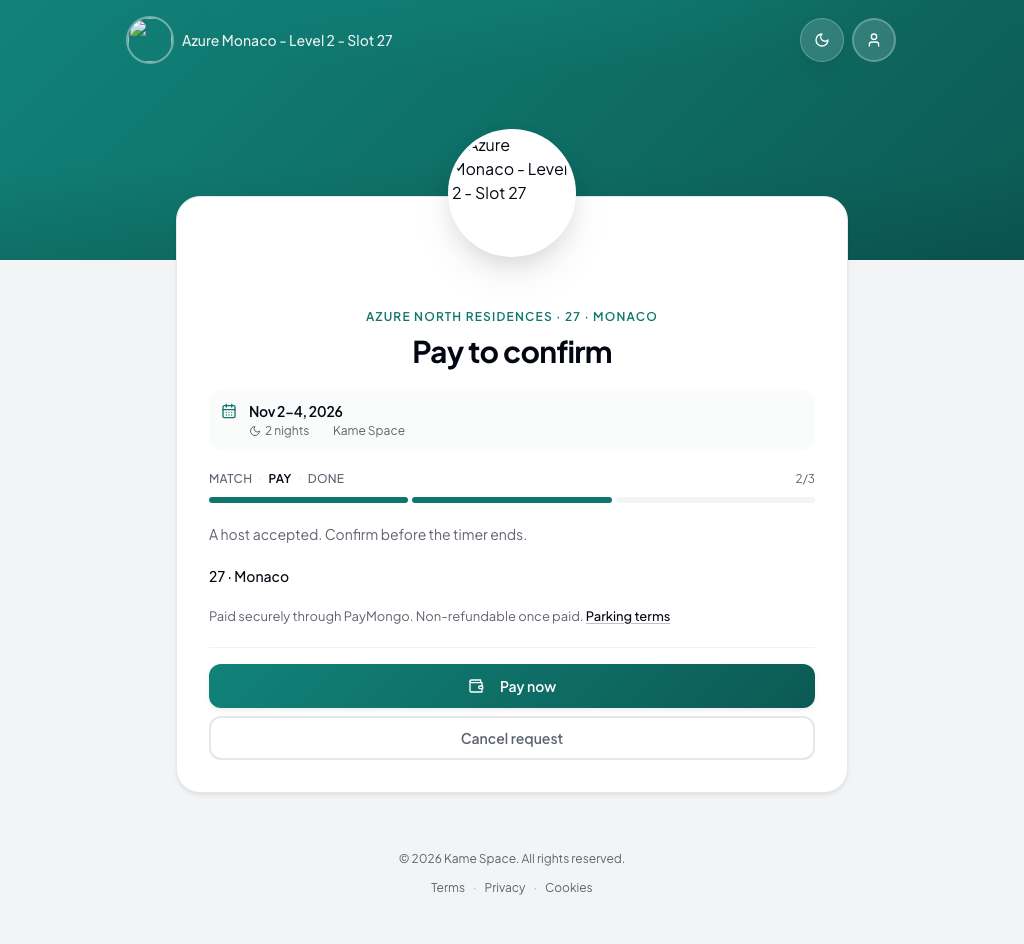 Azure Monaco - Level 2 - Slot 27
Azure
Monaco - Level
2 - Slot 27
AZURE NORTH RESIDENCES · 27 · MONACO
Pay to confirm
Nov 2–4, 2026
2 nights Kame Space
MATCH PAY DONE 2/3
A host accepted. Confirm before the timer ends.
27 · Monaco
Paid securely through PayMongo. Non-refundable once paid. Parking terms
Pay now
Cancel request
© 2026 Kame Space. All rights reserved.
Terms · Privacy · Cookies